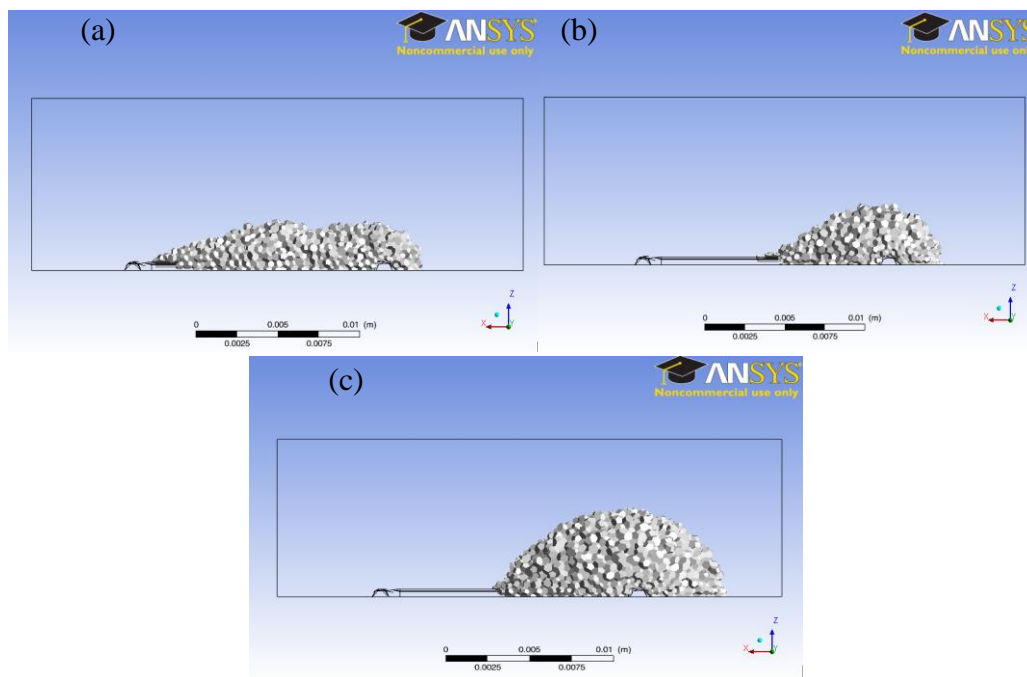 (a)
ANSYS
Noncommercial use only
Z
X
Y
0
0.005
0.01 (m)
0.0025
0.0075
(b)
ANSYS
Noncommercial use only
Z
X
Y
0
0.005
0.01 (m)
0.0025
0.0075
(c)
ANSYS
Noncommercial use only
Z
X
Y
0
0.005
0.01 (m)
0.0025
0.0075